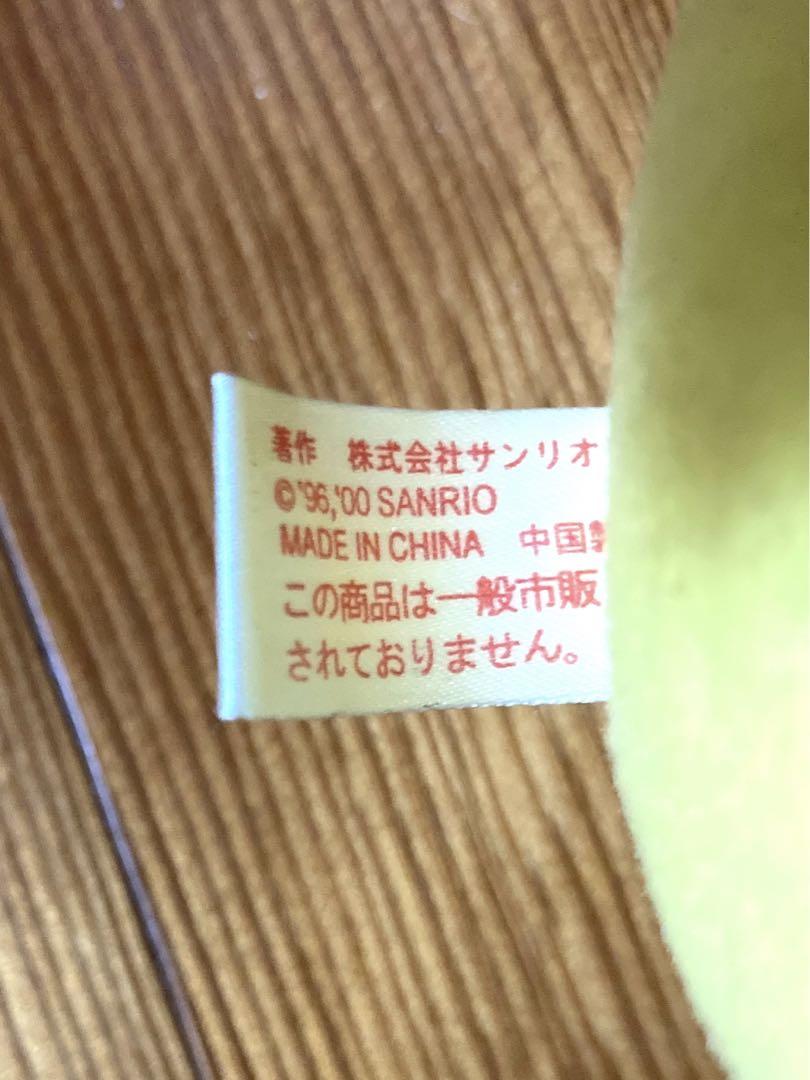 著作 株式会社サンリオ
©'96,'00 SANRIO
MADE IN CHINA 中国製
この商品は一般市販
されておりません。